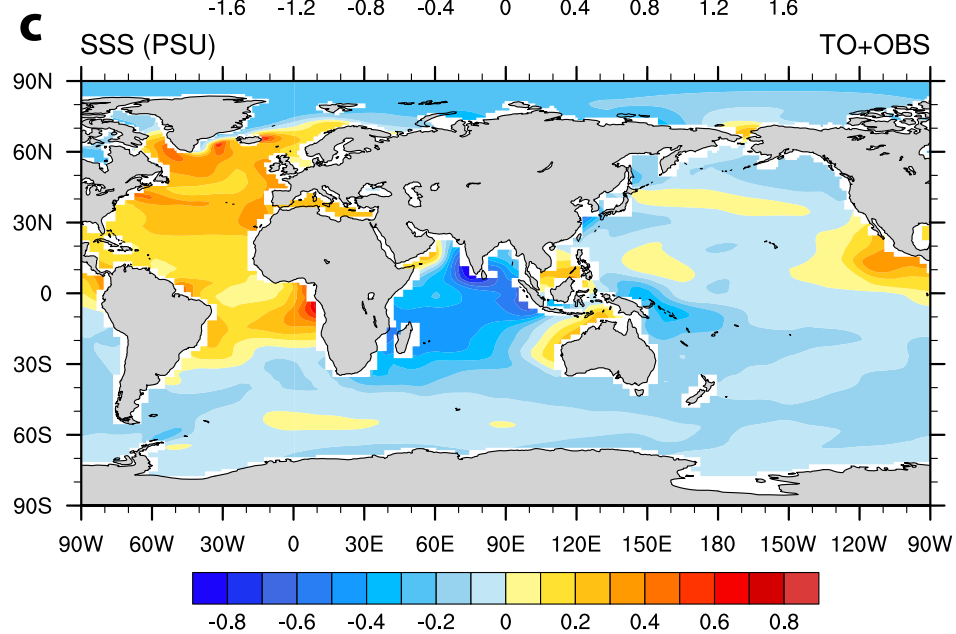 -1.6 -1.2 -0.8 -0.4 0 0.4 0.8 1.2 1.6
c
SSS (PSU) TO+OBS
90N
60N
30N
0
30S
60S
90S
90W 60W 30W 0 30E 60E 90E 120E 150E 180 150W 120W 90W
-0.8 -0.6 -0.4 -0.2 0 0.2 0.4 0.6 0.8